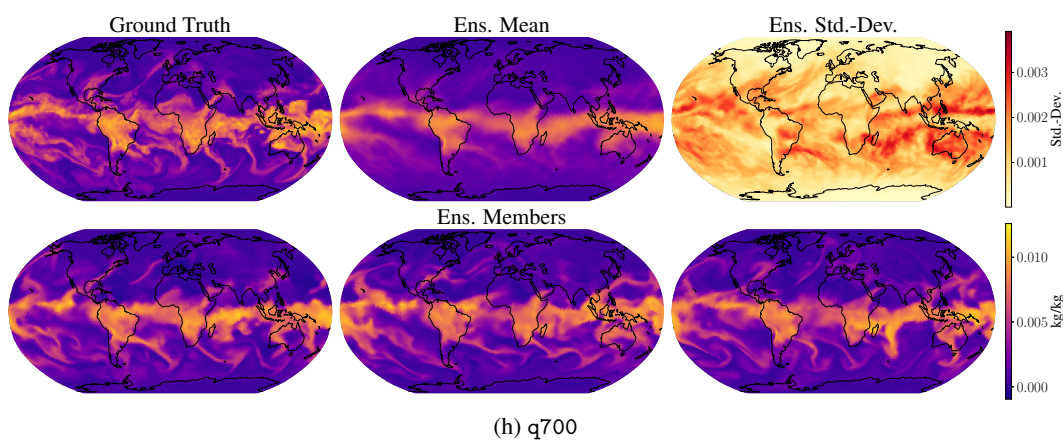 Ground Truth
Ens. Mean
Ens. Std.-Dev.
0.003
0.002
0.001
Std.-Dev.
Ens. Members
0.010
0.005
0.000
kg/kg
(h) q700